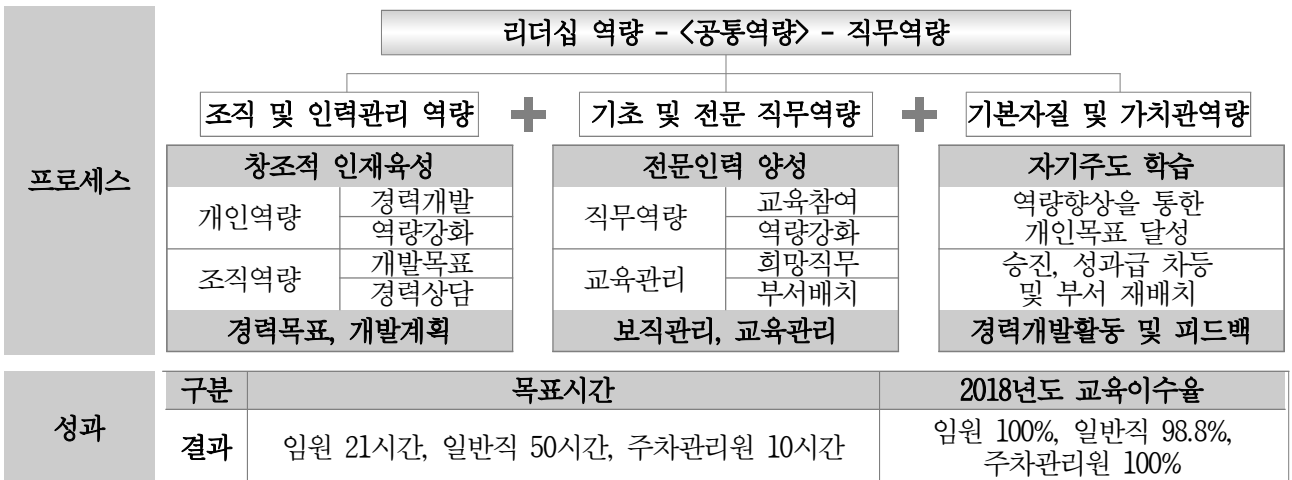 프로세스
리더십 역량 - <공통역량> - 직무역량
조직 및 인력관리 역량
기초 및 전문 직무역량
기본자질 및 가치관역량
창조적 인재육성
개인역량
경력개발
역량강화
조직역량
개발목표
경력상담
경력목표, 개발계획
전문인력 양성
직무역량
교육참여
역량강화
교육관리
희망직무
부서배치
보직관리, 교육관리
자기주도 학습
역량향상을 통한
개인목표 달성
승진, 성과급 차등
및 부서 재배치
경력개발활동 및 피드백
성과
구분
목표시간
2018년도 교육이수율
결과
임원 21시간, 일반직 50시간, 주차관리원 10시간
임원 100%, 일반직 98.8%,
주차관리원 100%